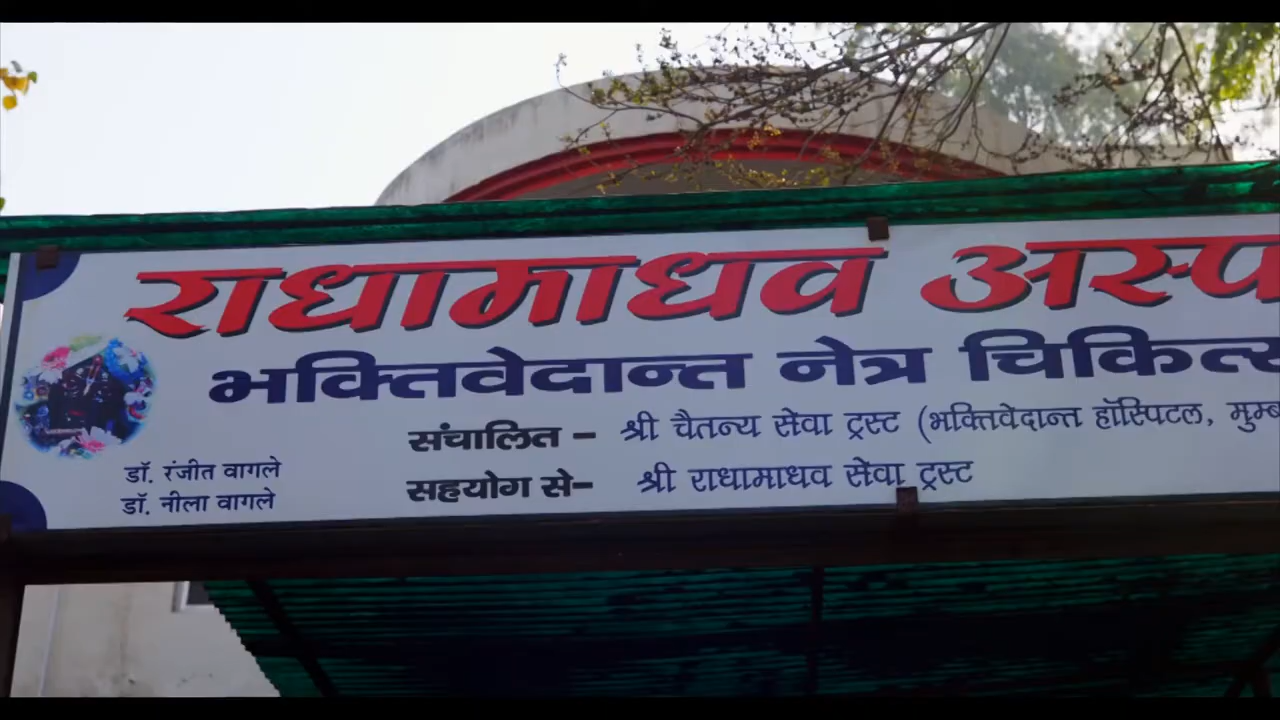 राधामाधव अस्प
भक्तिवेदान्त नेत्र चिकित्स
संचालित – श्री चैतन्य सेवा ट्रस्ट (भक्तिवेदान्त हॉस्पिटल, मुम्ब
सहयोग से– श्री राधामाधव सेवा ट्रस्ट
डॉ. रंजीत वागले
डॉ. नीला वागले